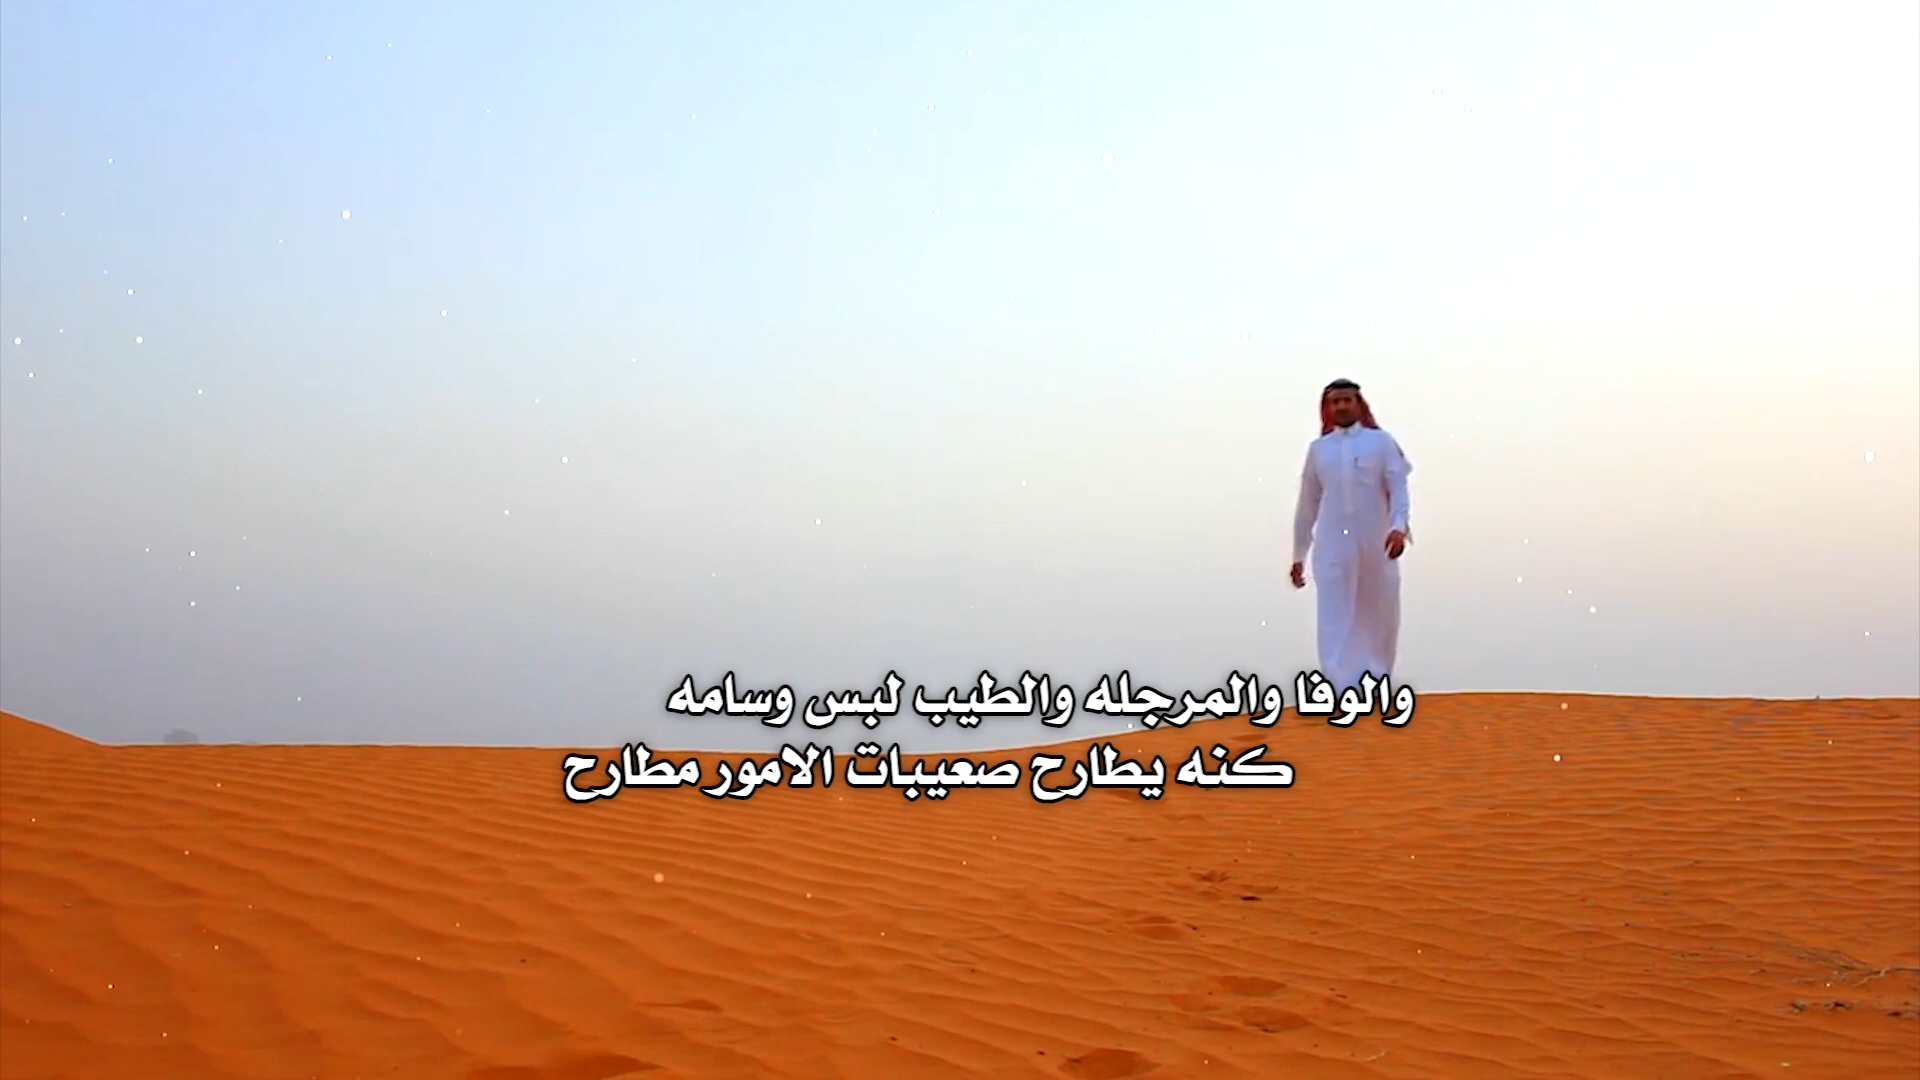 والوفا والمرجله والطيب لبس وسامه
كنه يطارح صعيبات الامور مطارح